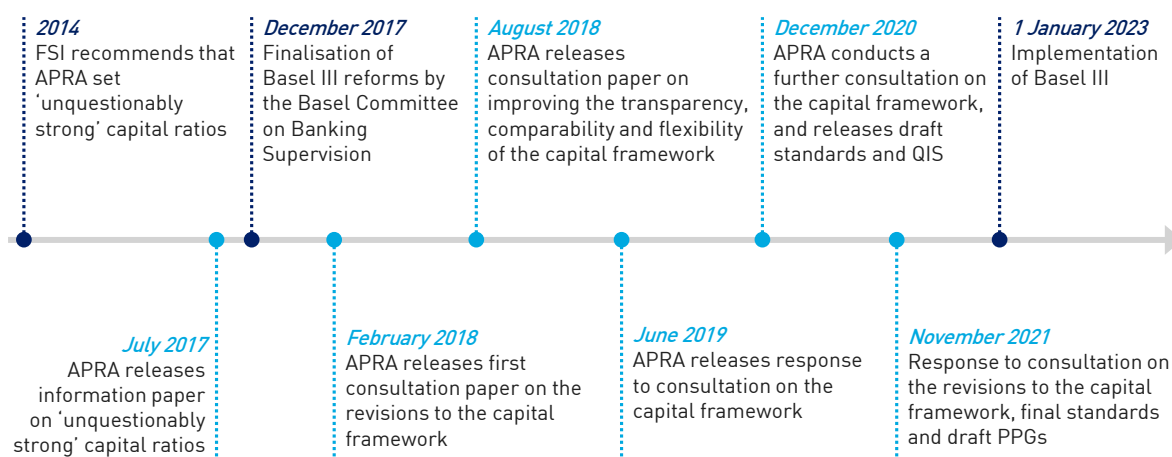 2014
FSI recommends that
APRA set
‘unquestionably
strong’ capital ratios
December 2017
Finalisation of
Basel III reforms by
the Basel Committee
on Banking
Supervision
August 2018
APRA releases
consultation paper on
improving the transparency,
comparability and flexibility
of the capital framework
December 2020
APRA conducts a
further consultation on
the capital framework,
and releases draft
standards and QIS
1 January 2023
Implementation
of Basel III
July 2017
APRA releases
information paper
on ‘unquestionably
strong’ capital ratios
February 2018
APRA releases first
consultation paper on the
revisions to the capital
framework
June 2019
APRA releases response
to consultation on the
capital framework
November 2021
Response to consultation on
the revisions to the capital
framework, final standards
and draft PPGs